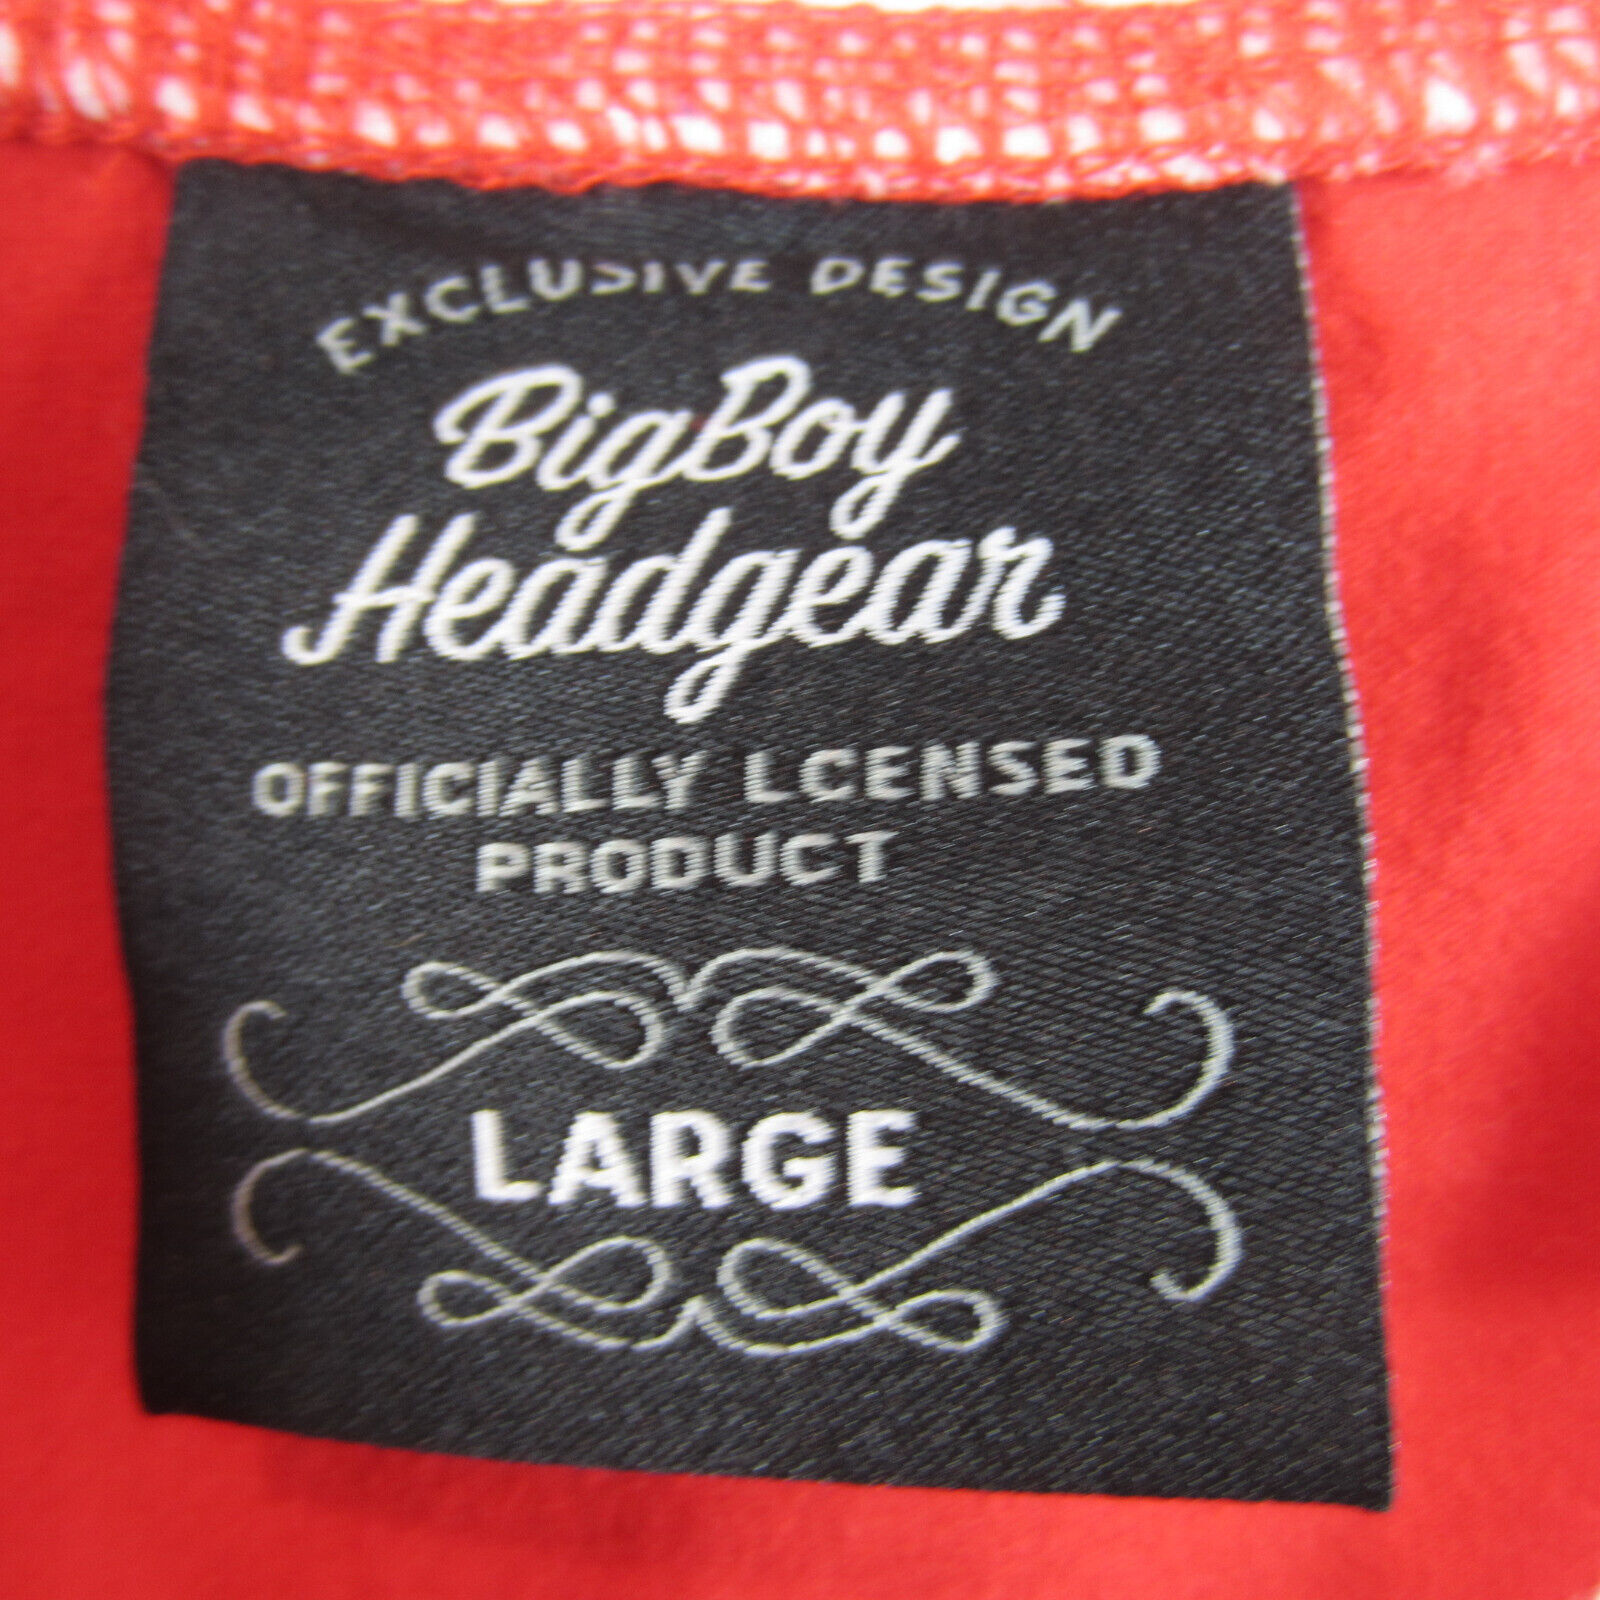 EXCLUSIVE DESIGN
BigBoy
Headgear
OFFICIALLY LCENSED
PRODUCT
LARGE